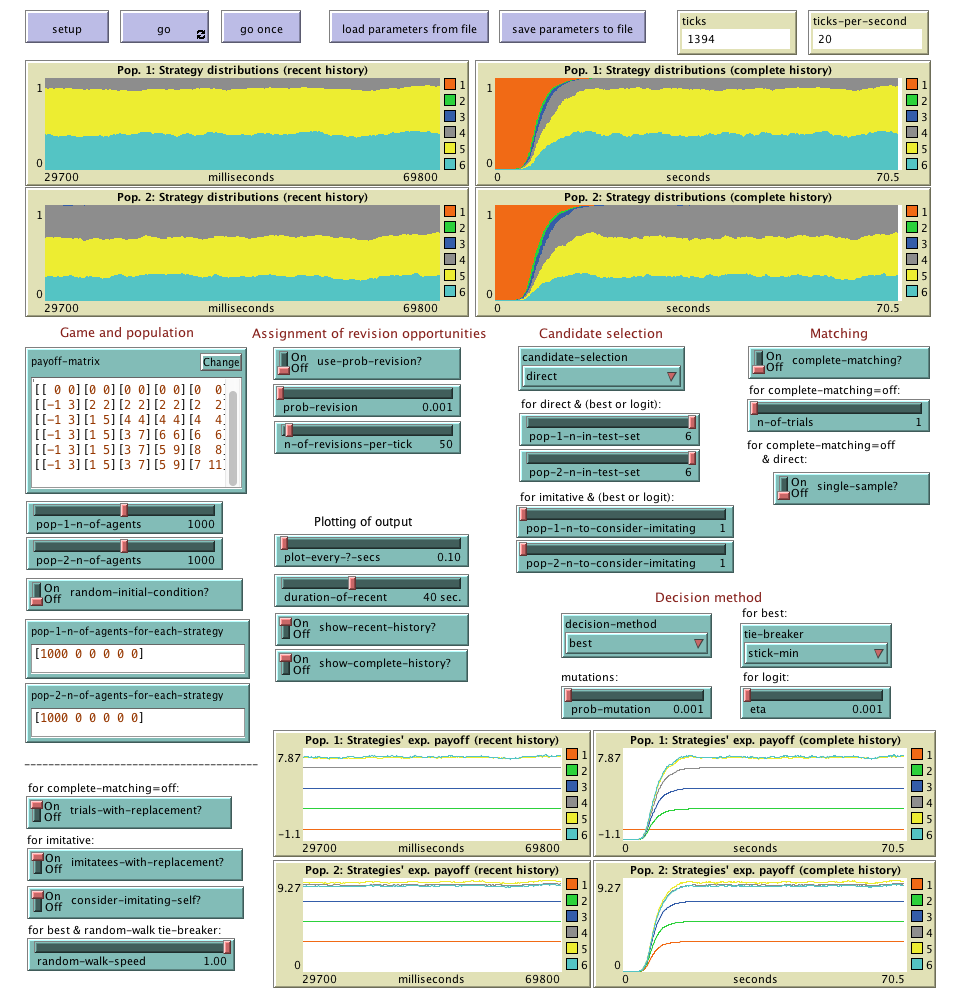 setup
go
go once
load parameters from file
save parameters to file
ticks
1394
ticks-per-second
20
Pop. 1: Strategy distributions (recent history)
1
0
29700 milliseconds 69800
1
2
3
4
5
6
Pop. 1: Strategy distributions (complete history)
1
0
0 seconds 70.5
1
2
3
4
5
6
Pop. 2: Strategy distributions (recent history)
1
0
29700 milliseconds 69800
1
2
3
4
5
6
Pop. 2: Strategy distributions (complete history)
1
0
0 seconds 70.5
1
2
3
4
5
6
Game and population
payoff-matrix
Change
[[ 0 0][0 0][0 0][0 0][0  0]
[[-1 3][2 2][2 2][2 2][2  2]
[[-1 3][1 5][4 4][4 4][4  4]
[[-1 3][1 5][3 7][6 6][6  6]
[[-1 3][1 5][3 7][5 9][8  8]
[[-1 3][1 5][3 7][5 9][7 11]
pop-1-n-of-agents 1000
pop-2-n-of-agents 1000
On
Off
random-initial-condition?
pop-1-n-of-agents-for-each-strategy
[1000 0 0 0 0 0]
pop-2-n-of-agents-for-each-strategy
[1000 0 0 0 0 0]
Assignment of revision opportunities
On
Off
use-prob-revision?
prob-revision 0.001
n-of-revisions-per-tick 50
Plotting of output
plot-every-?-secs 0.10
duration-of-recent 40 sec.
On
Off
show-recent-history?
On
Off
show-complete-history?
Candidate selection
candidate-selection
direct
for direct & (best or logit):
pop-1-n-in-test-set 6
pop-2-n-in-test-set 6
for imitative & (best or logit):
pop-1-n-to-consider-imitating 1
pop-2-n-to-consider-imitating 1
Matching
On
Off
complete-matching?
for complete-matching=off:
n-of-trials 1
for complete-matching=off
& direct:
On
Off
single-sample?
Decision method
decision-method
best
for best:
tie-breaker
stick-min
mutations:
prob-mutation 0.001
for logit:
eta 0.001
------------------------------
for complete-matching=off:
On
Off
trials-with-replacement?
for imitative:
On
Off
imitatees-with-replacement?
On
Off
consider-imitating-self?
for best & random-walk tie-breaker:
random-walk-speed 1.00
Pop. 1: Strategies' exp. payoff (recent history)
7.87
-1.1
29700 milliseconds 69800
1
2
3
4
5
6
Pop. 1: Strategies' exp. payoff (complete history)
7.87
-1.1
0 seconds 70.5
1
2
3
4
5
6
Pop. 2: Strategies' exp. payoff (recent history)
9.27
0
29700 milliseconds 69800
1
2
3
4
5
6
Pop. 2: Strategies' exp. payoff (complete history)
9.27
0
0 seconds 70.5
1
2
3
4
5
6